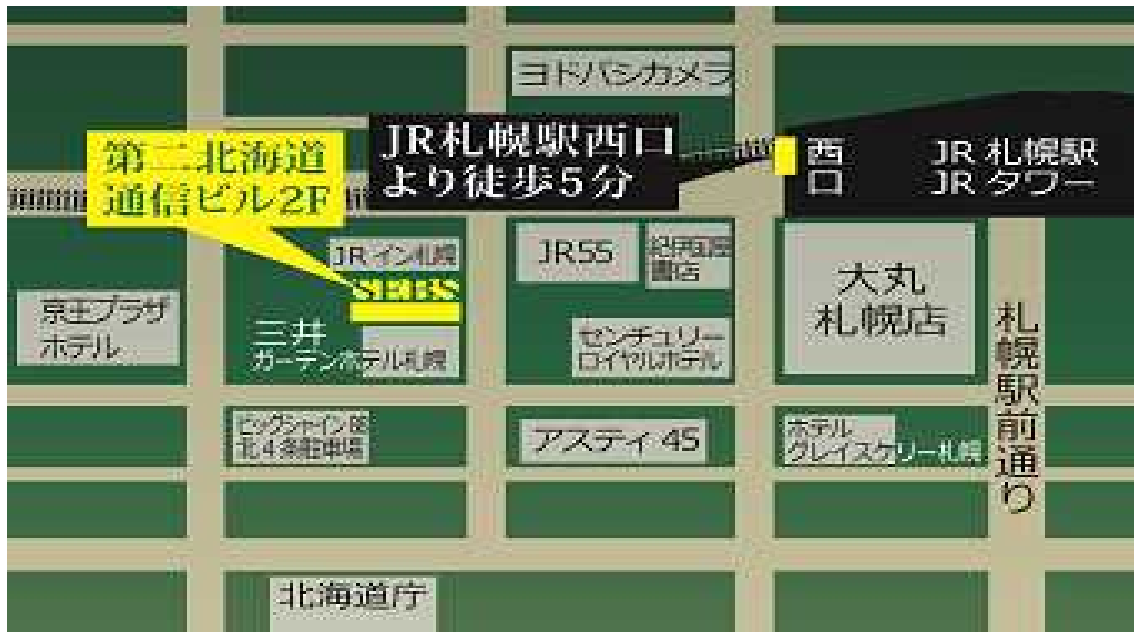 ヨドバシカメラ
JR札幌駅西口
より徒歩5分
西口
JR 札幌駅
JR タワー
第二北海道
通信ビル2F
JR イン札幌
JR55
紀伊國屋
書店
大丸
札幌店
京王プラザ
ホテル
三井
ガーデンホテル札幌
センチュリー
ロイヤルホテル
札幌駅前通り
北4条駐車場
アスティ 45
ホテル
グレイスリー札幌
北海道庁